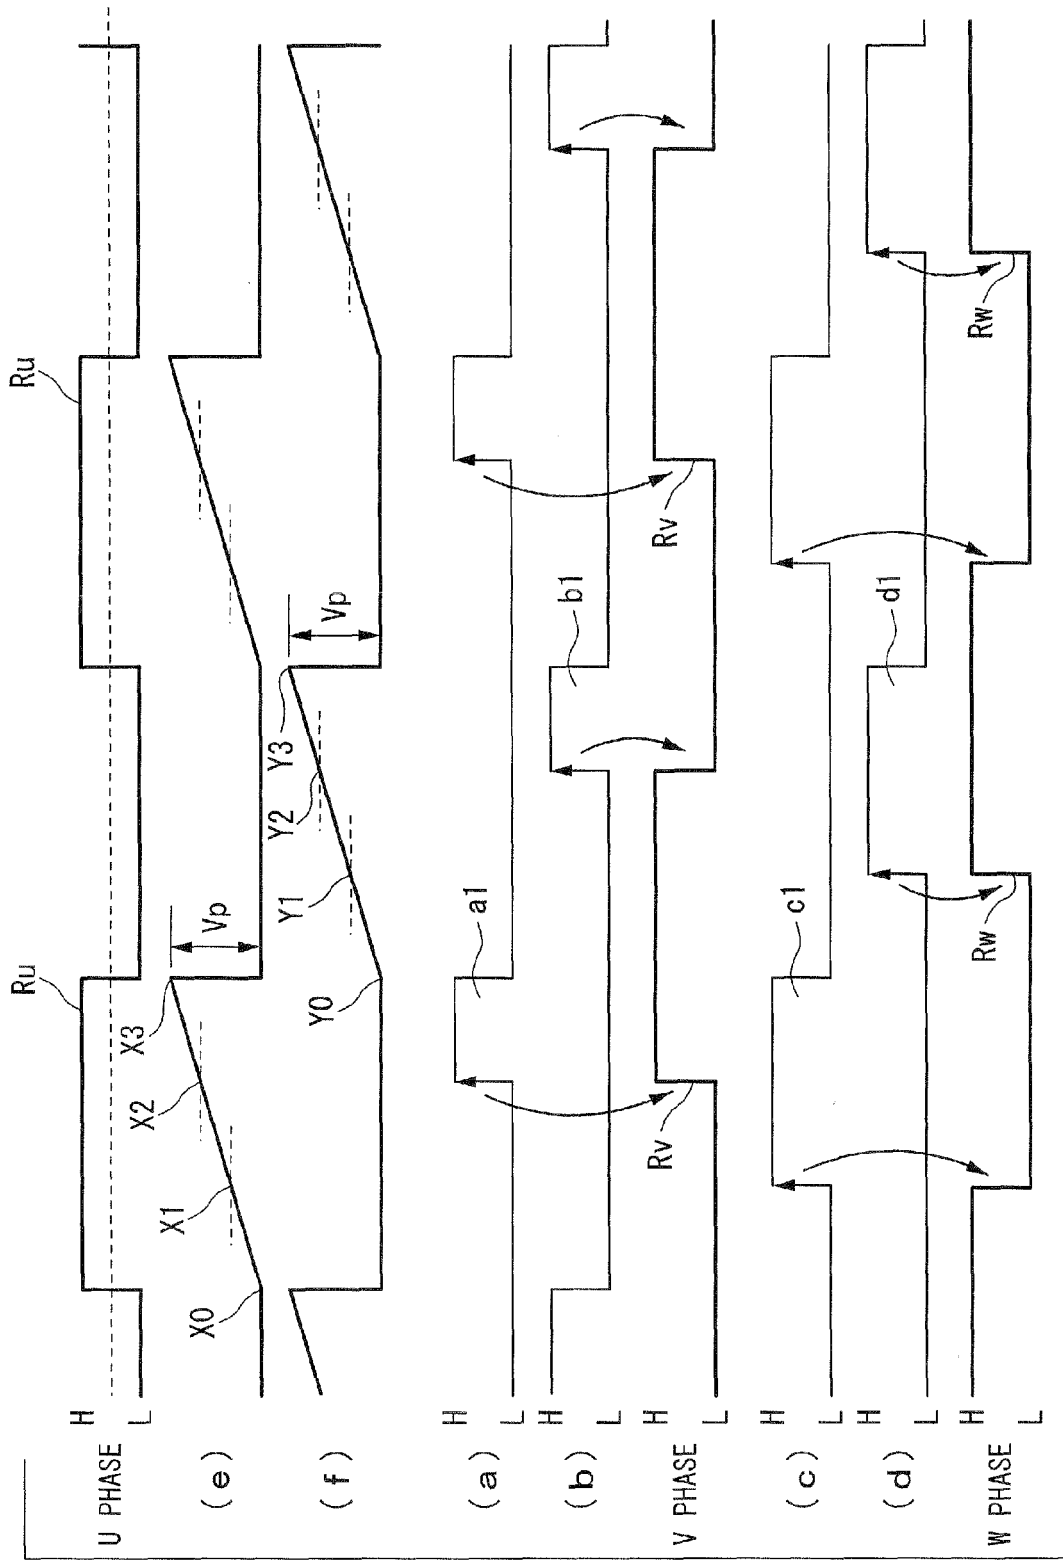 U PHASE H L
Ru Ru
(e)
X0 X1 X2 X3 Vp
(f)
Y0 Y1 Y2 Y3 Vp
(a) H L
a1
(b) H L
b1
V PHASE H L
Rv Rv
(c) H L
c1
(d) H L
d1
W PHASE H L
Rw Rw